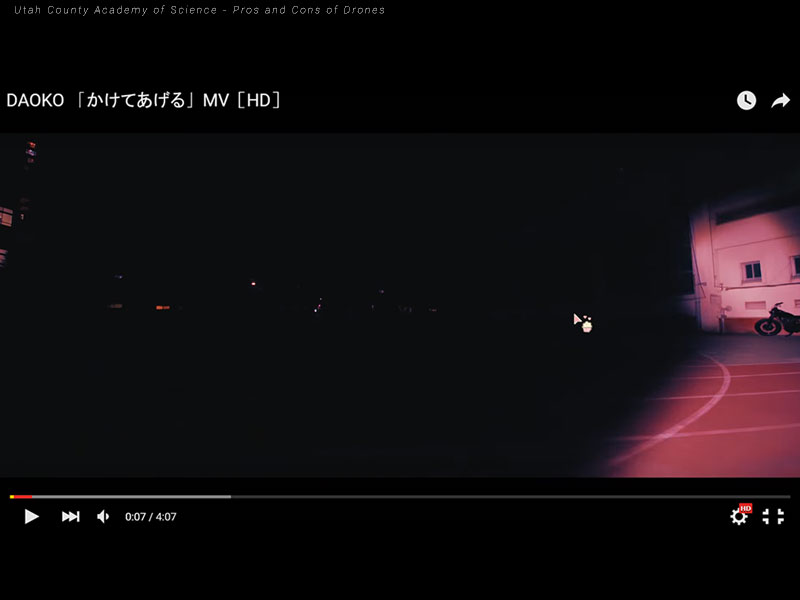 Utah County Academy of Science - Pros and Cons of Drones
DAOKO 「かけてあげる」 MV [HD]
0:07 / 4:07
HD